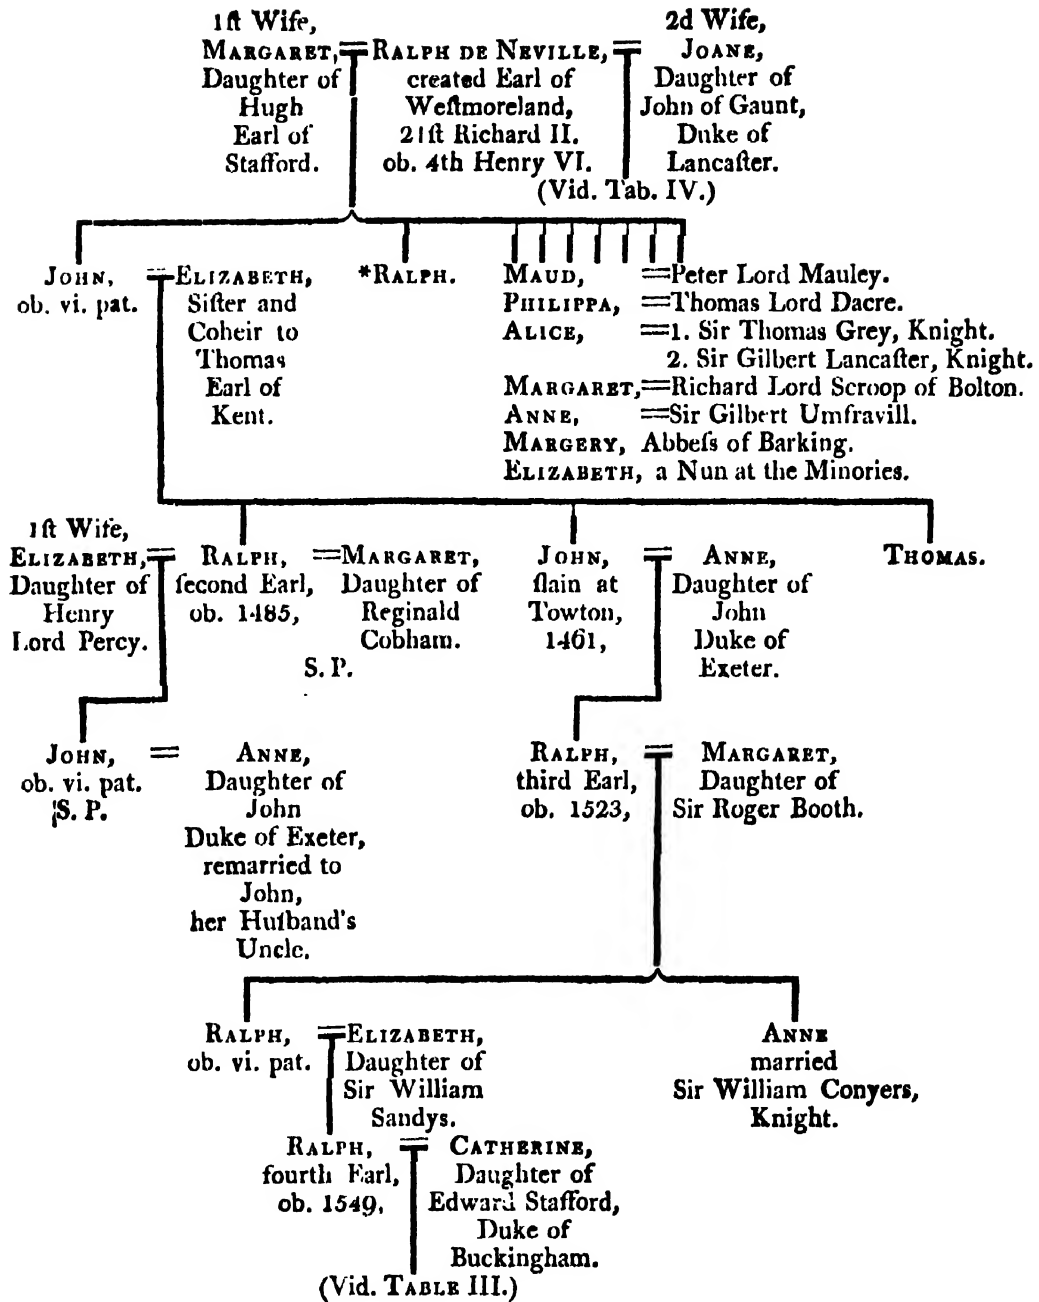 1ſt Wife,
MARGARET,
Daughter of
Hugh
Earl of
Stafford.
RALPH DE NEVILLE,
created Earl of
Weſtmoreland,
21ſt Richard II.
ob. 4th Henry VI.
2d Wife,
JOANE,
Daughter of
John of Gaunt,
Duke of
Lancaſter.
(Vid. Tab. IV.)
JOHN,
ob. vi. pat.
ELIZABETH,
Siſter and
Coheir to
Thomas
Earl of
Kent.
*RALPH.
MAUD, =Peter Lord Mauley.
PHILIPPA, =Thomas Lord Dacre.
ALICE, =1. Sir Thomas Grey, Knight.
2. Sir Gilbert Lancaſter, Knight.
MARGARET,=Richard Lord Scroop of Bolton.
ANNE, =Sir Gilbert Umfravill.
MARGERY, Abbeſs of Barking.
ELIZABETH, a Nun at the Minories.
1ſt Wife,
ELIZABETH,
Daughter of
Henry
Lord Percy.
RALPH,
ſecond Earl,
ob. 1485,
=MARGARET,
Daughter of
Reginald
Cobham.
S. P.
JOHN,
ſlain at
Towton,
1461,
ANNE,
Daughter of
John
Duke of
Exeter.
THOMAS.
JOHN, =
ob. vi. pat.
S. P.
ANNE,
Daughter of
John
Duke of Exeter,
remarried to
John,
her Huſband's
Uncle.
RALPH,
third Earl,
ob. 1523,
MARGARET,
Daughter of
Sir Roger Booth.
RALPH,
ob. vi. pat.
ELIZABETH,
Daughter of
Sir William
Sandys.
ANNE
married
Sir William Conyers,
Knight.
RALPH,
fourth Earl,
ob. 1549,
CATHERINE,
Daughter of
Edward Stafford,
Duke of
Buckingham.
(Vid. TABLE III.)